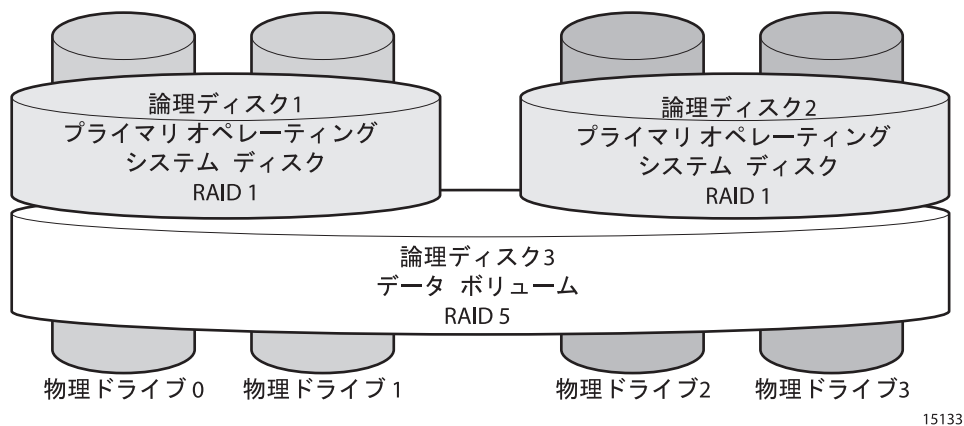 論理ディスク1
プライマリ オペレーティング
システム ディスク
RAID 1
論理ディスク2
プライマリ オペレーティング
システム ディスク
RAID 1
論理ディスク3
データ ボリューム
RAID 5
物理ドライブ 0
物理ドライブ 1
物理ドライブ2
物理ドライブ3
15133